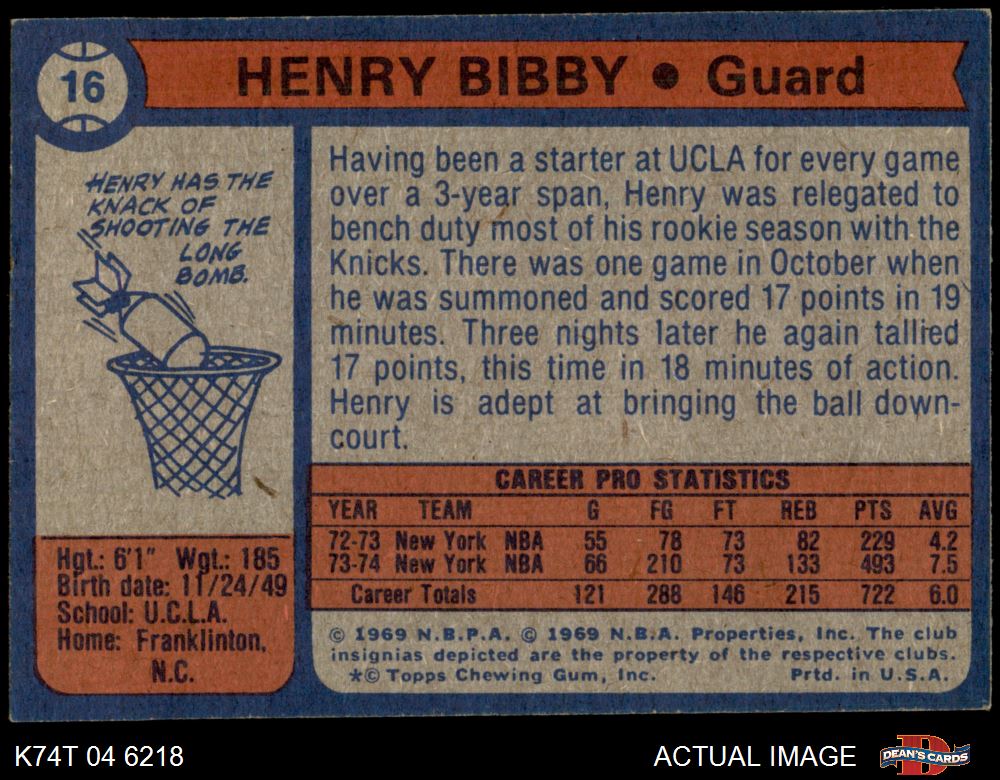 16
HENRY BIBBY • Guard
HENRY HAS THE
KNACK OF
SHOOTING THE
LONG
BOMB.
Having been a starter at UCLA for every game
over a 3-year span, Henry was relegated to
bench duty most of his rookie season with the
Knicks. There was one game in October when
he was summoned and scored 17 points in 19
minutes. Three nights later he again tallied
17 points, this time in 18 minutes of action.
Henry is adept at bringing the ball down-
court.
Hgt.: 6'1" Wgt.: 185
Birth date: 11/24/49
School: U.C.L.A.
Home: Franklinton,
N.C.
CAREER PRO STATISTICS
YEAR TEAM G FG FT REB PTS AVG
72-73 New York NBA 55 78 73 82 229 4.2
73-74 New York NBA 66 210 73 133 493 7.5
Career Totals 121 288 146 215 722 6.0
© 1969 N.B.P.A. © 1969 N.B.A. Properties, Inc. The club
insignias depicted are the property of the respective clubs.
*© Topps Chewing Gum, Inc. Prtd. in U.S.A.
K74T 04 6218 ACTUAL IMAGE
D
DEAN'S CARDS